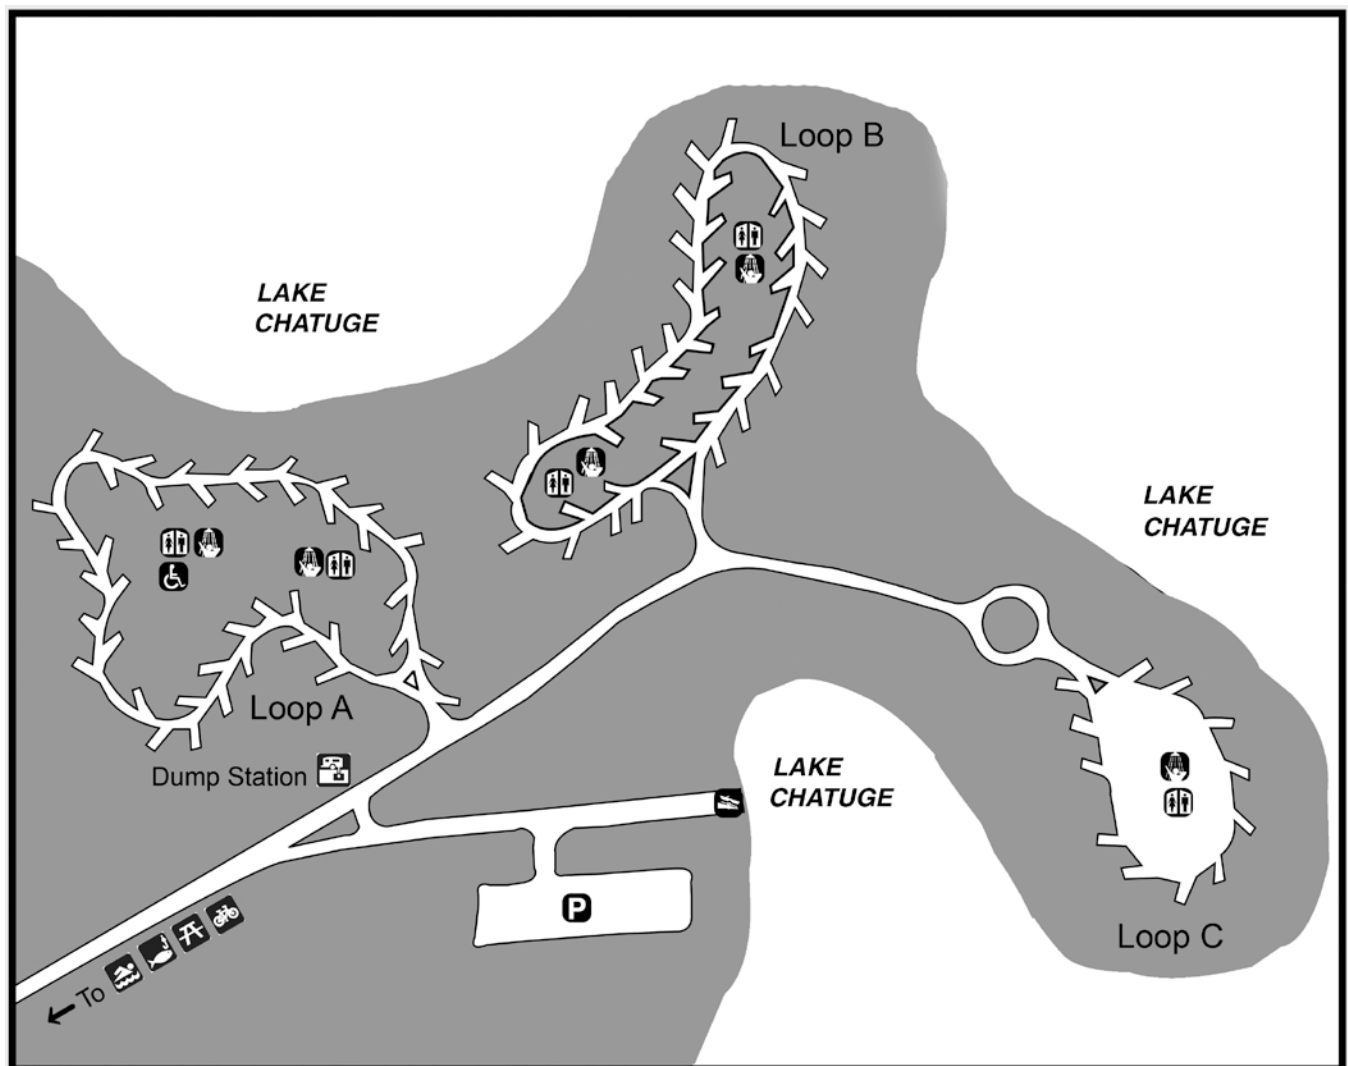 Loop B
LAKE
CHATUGE
LAKE
CHATUGE
Loop A
Dump Station
LAKE
CHATUGE
P
Loop C
To